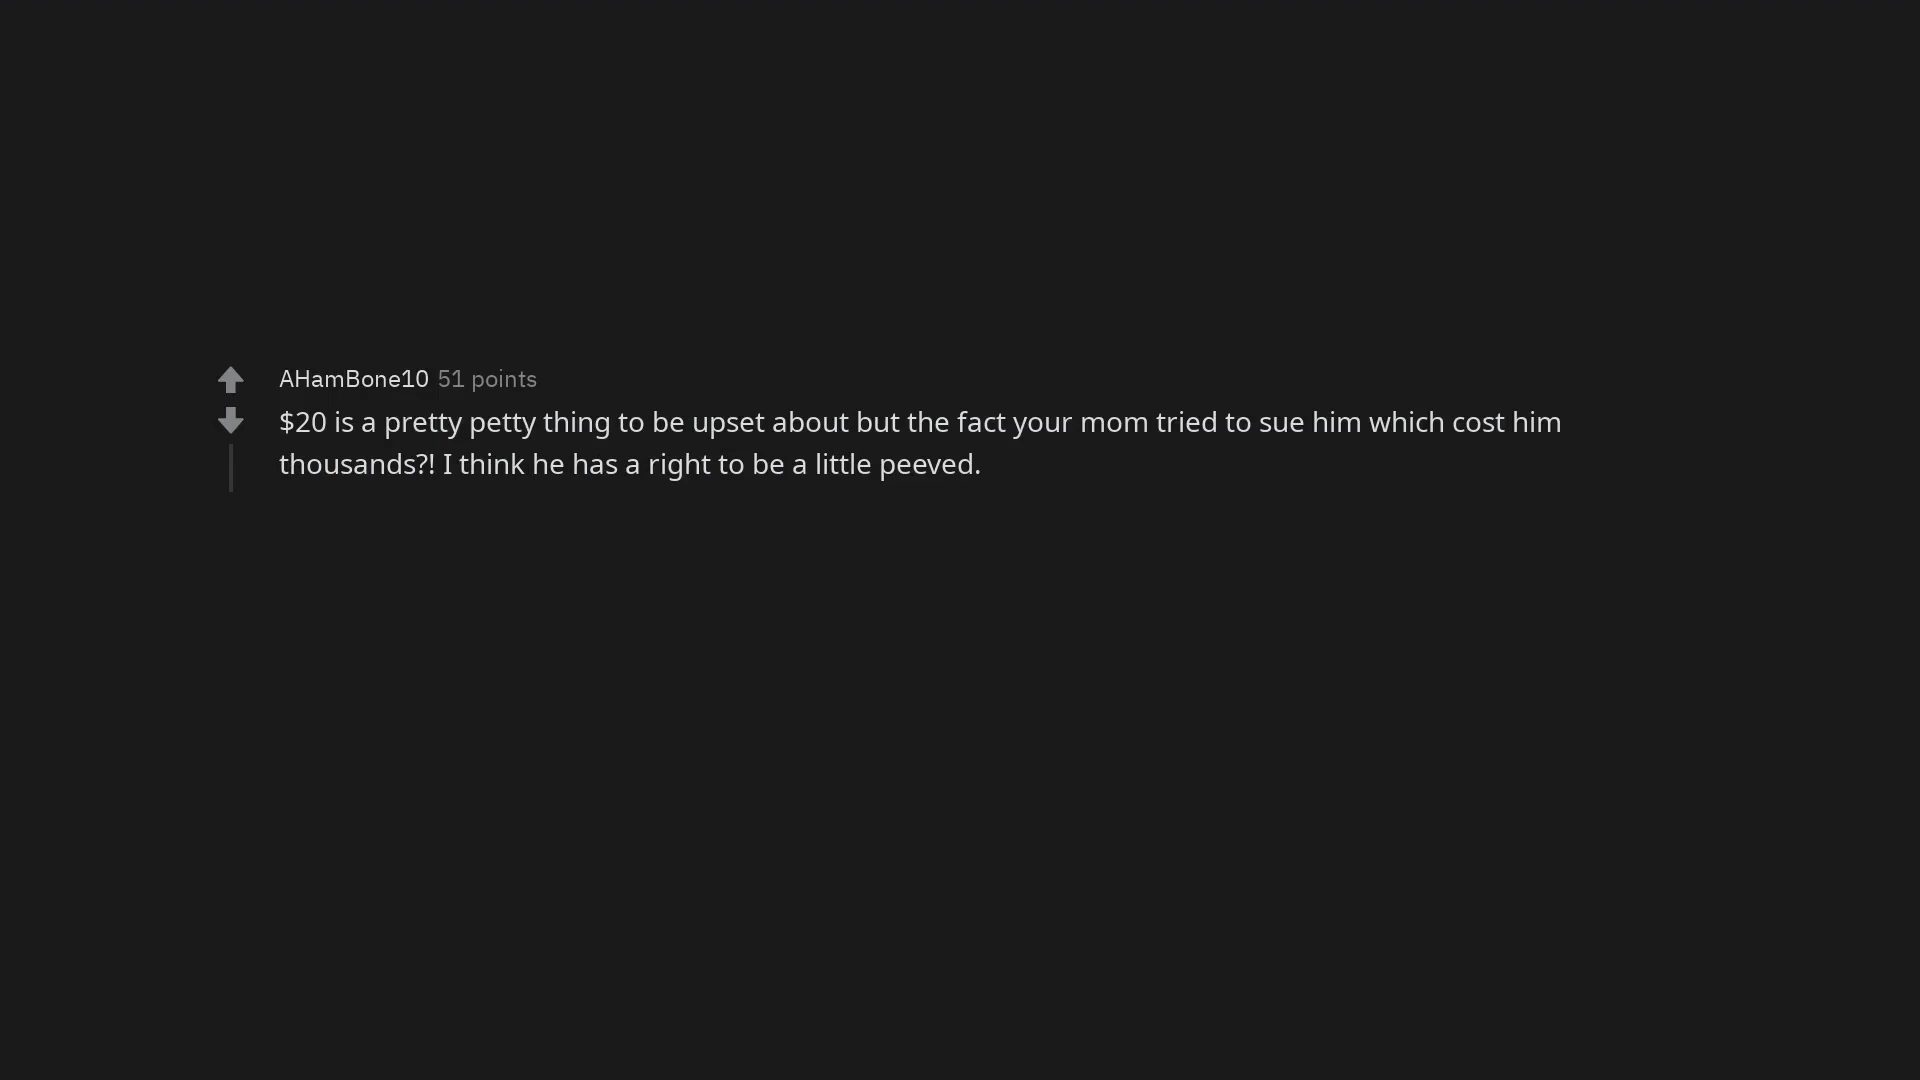 AHamBone10 51 points
$20 is a pretty petty thing to be upset about but the fact your mom tried to sue him which cost him
thousands?! I think he has a right to be a little peeved.